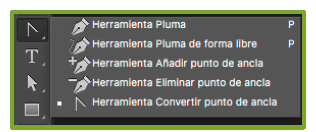 Herramienta Pluma P
Herramienta Pluma de forma libre P
Herramienta Añadir punto de ancla
Herramienta Eliminar punto de ancla
Herramienta Convertir punto de ancla